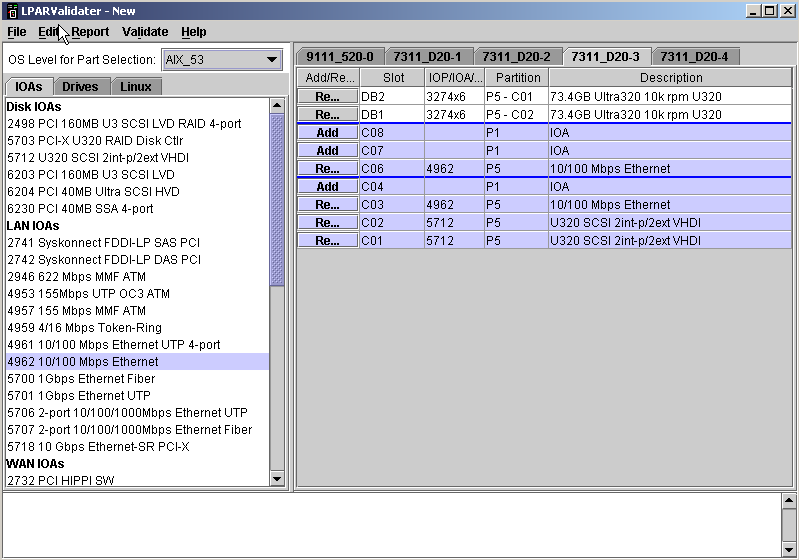 LPARValidater - New
File Edit Report Validate Help
OS Level for Part Selection: AIX_53
IOAs Drives Linux
Disk IOAs
2498 PCI 160MB U3 SCSI LVD RAID 4-port
5703 PCI-X U320 RAID Disk Ctlr
5712 U320 SCSI 2int-p/2ext VHDI
6203 PCI 160MB U3 SCSI LVD
6204 PCI 40MB Ultra SCSI HVD
6230 PCI 40MB SSA 4-port
LAN IOAs
2741 Syskonnect FDDI-LP SAS PCI
2742 Syskonnect FDDI-LP DAS PCI
2946 622 Mbps MMF ATM
4953 155Mbps UTP OC3 ATM
4957 155 Mbps MMF ATM
4959 4/16 Mbps Token-Ring
4961 10/100 Mbps Ethernet UTP 4-port
4962 10/100 Mbps Ethernet
5700 1Gbps Ethernet Fiber
5701 1Gbps Ethernet UTP
5706 2-port 10/100/1000Mbps Ethernet UTP
5707 2-port 10/100/1000Mbps Ethernet Fiber
5718 10 Gbps Ethernet-SR PCI-X
WAN IOAs
2732 PCI HIPPI SW
9111_520-0 7311_D20-1 7311_D20-2 7311_D20-3 7311_D20-4
Add/Re... Slot IOP/IOA/... Partition Description
Re... DB2 3274x6 P5 - C01 73.4GB Ultra320 10k rpm U320
Re... DB1 3274x6 P5 - C02 73.4GB Ultra320 10k rpm U320
Add C08 P1 IOA
Add C07 P1 IOA
Re... C06 4962 P5 10/100 Mbps Ethernet
Add C04 P1 IOA
Re... C03 4962 P5 10/100 Mbps Ethernet
Re... C02 5712 P5 U320 SCSI 2int-p/2ext VHDI
Re... C01 5712 P5 U320 SCSI 2int-p/2ext VHDI